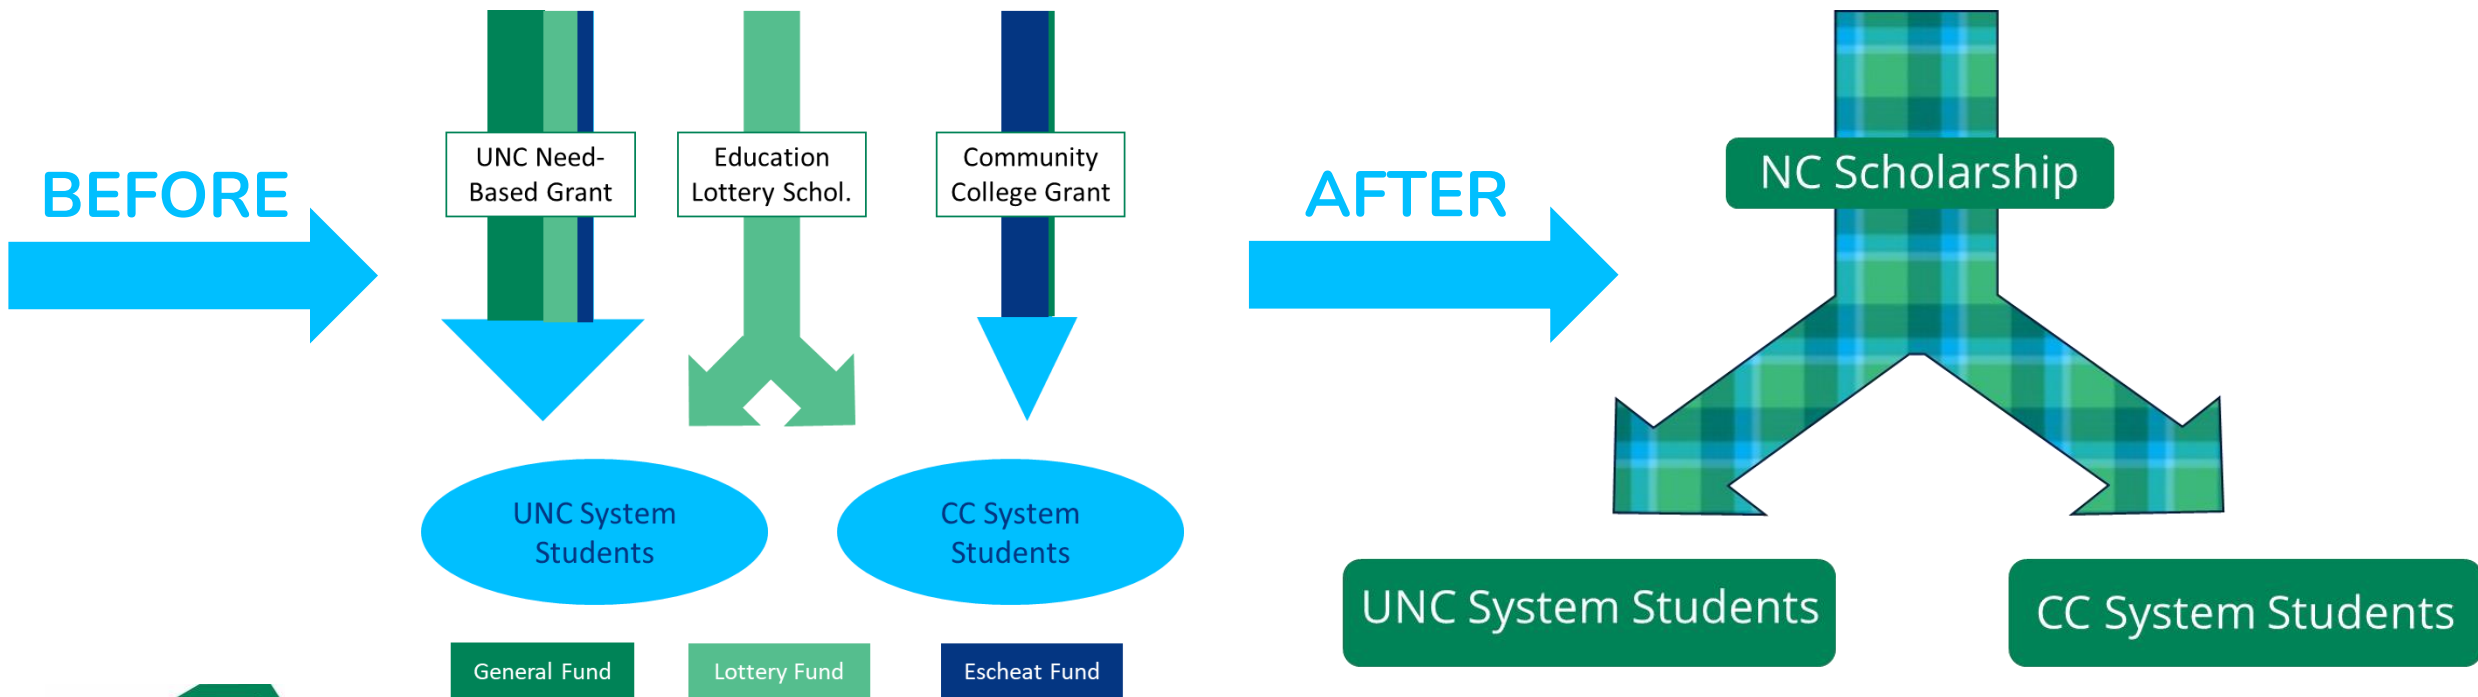 BEFORE
UNC Need-
Based Grant
Education
Lottery Schol.
Community
College Grant
UNC System
Students
CC System
Students
General Fund
Lottery Fund
Escheat Fund
AFTER
NC Scholarship
UNC System Students
CC System Students